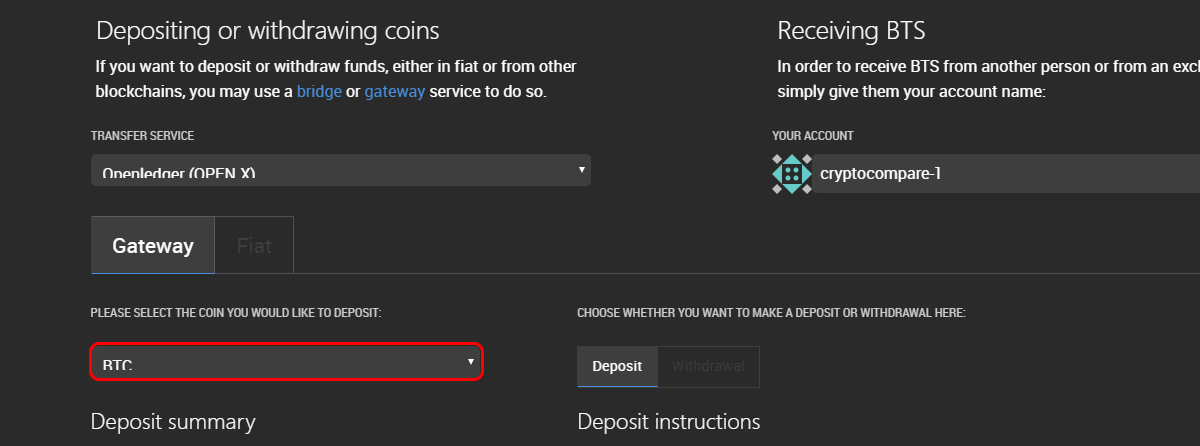 Depositing or withdrawing coins
If you want to deposit or withdraw funds, either in fiat or from other
blockchains, you may use a bridge or gateway service to do so.
TRANSFER SERVICE
Openledger (OPEN.X)
Gateway
Fiat
PLEASE SELECT THE COIN YOU WOULD LIKE TO DEPOSIT:
BTC
Deposit summary
Receiving BTS
In order to receive BTS from another person or from an
simply give them your account name:
YOUR ACCOUNT
cryptocompare-1
CHOOSE WHETHER YOU WANT TO MAKE A DEPOSIT OR WITHDRAWAL HERE:
Deposit
Withdrawal
Deposit instructions